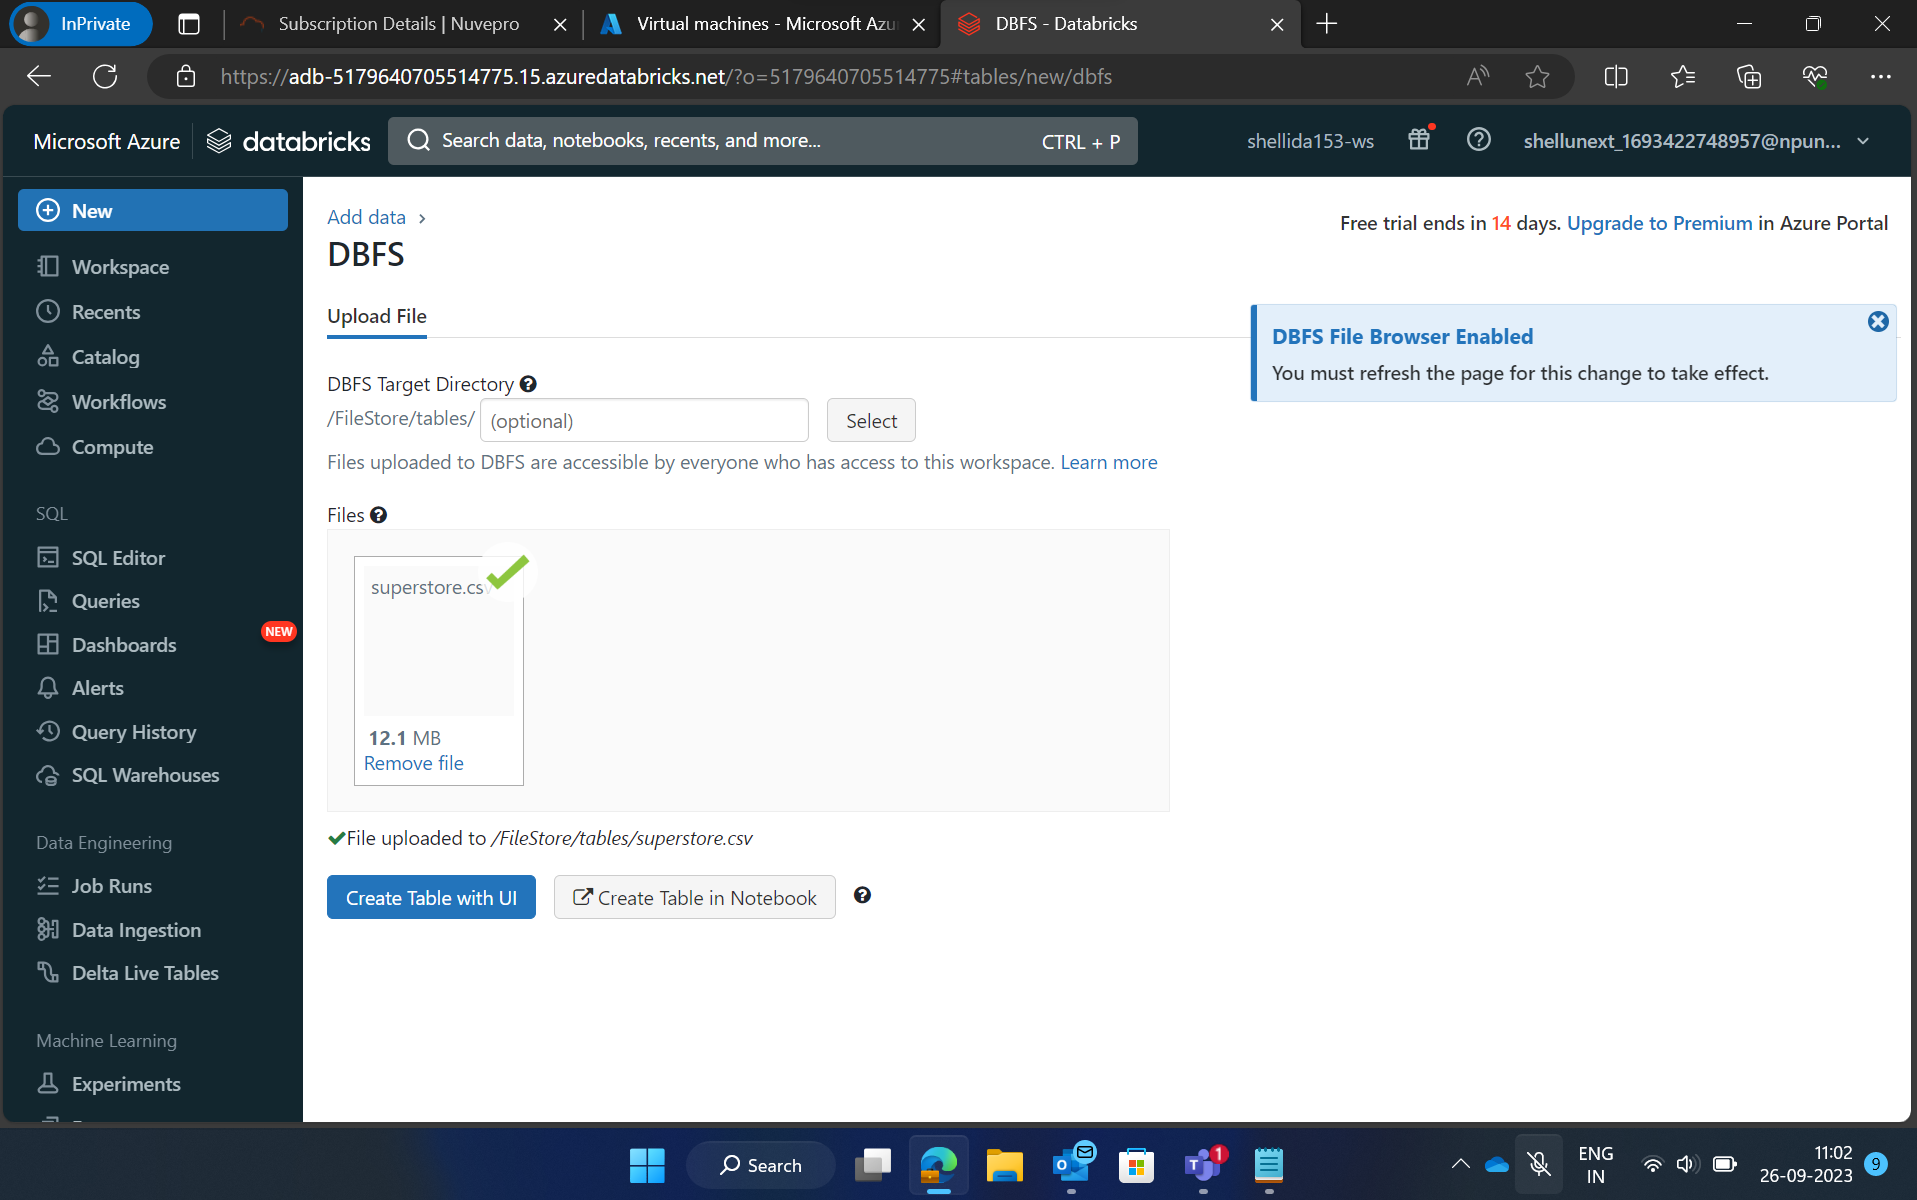 InPrivate
Subscription Details | Nuvepro
Virtual machines - Microsoft Azu
DBFS - Databricks
https://adb-5179640705514775.15.azuredatabricks.net/?o=5179640705514775#tables/new/dbfs
Microsoft Azure
databricks
Search data, notebooks, recents, and more...
CTRL + P
shellida153-ws
shellunext_1693422748957@npun...
New
Workspace
Recents
Catalog
Workflows
Compute
SQL
SQL Editor
Queries
Dashboards
NEW
Alerts
Query History
SQL Warehouses
Data Engineering
Job Runs
Data Ingestion
Delta Live Tables
Machine Learning
Experiments
Add data ›
DBFS
Free trial ends in 14 days. Upgrade to Premium in Azure Portal
Upload File
DBFS File Browser Enabled
You must refresh the page for this change to take effect.
DBFS Target Directory
/FileStore/tables/
(optional)
Select
Files uploaded to DBFS are accessible by everyone who has access to this workspace. Learn more
Files
superstore.csv
12.1 MB
Remove file
File uploaded to /FileStore/tables/superstore.csv
Create Table with UI
Create Table in Notebook
Search
1
ENG
IN
11:02
26-09-2023
9